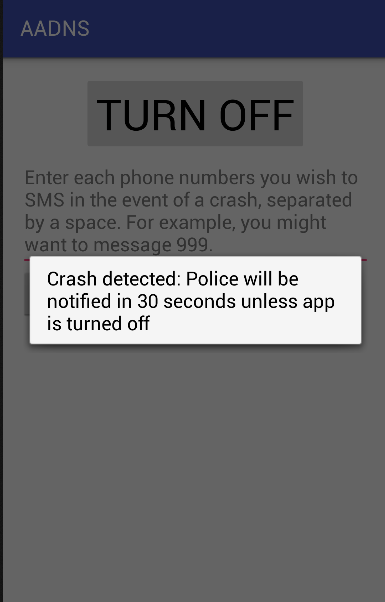 AADNS
TURN OFF
Enter each phone numbers you wish to
SMS in the event of a crash, separated
by a space. For example, you might
want to message 999.
Crash detected: Police will be
notified in 30 seconds unless app
is turned off